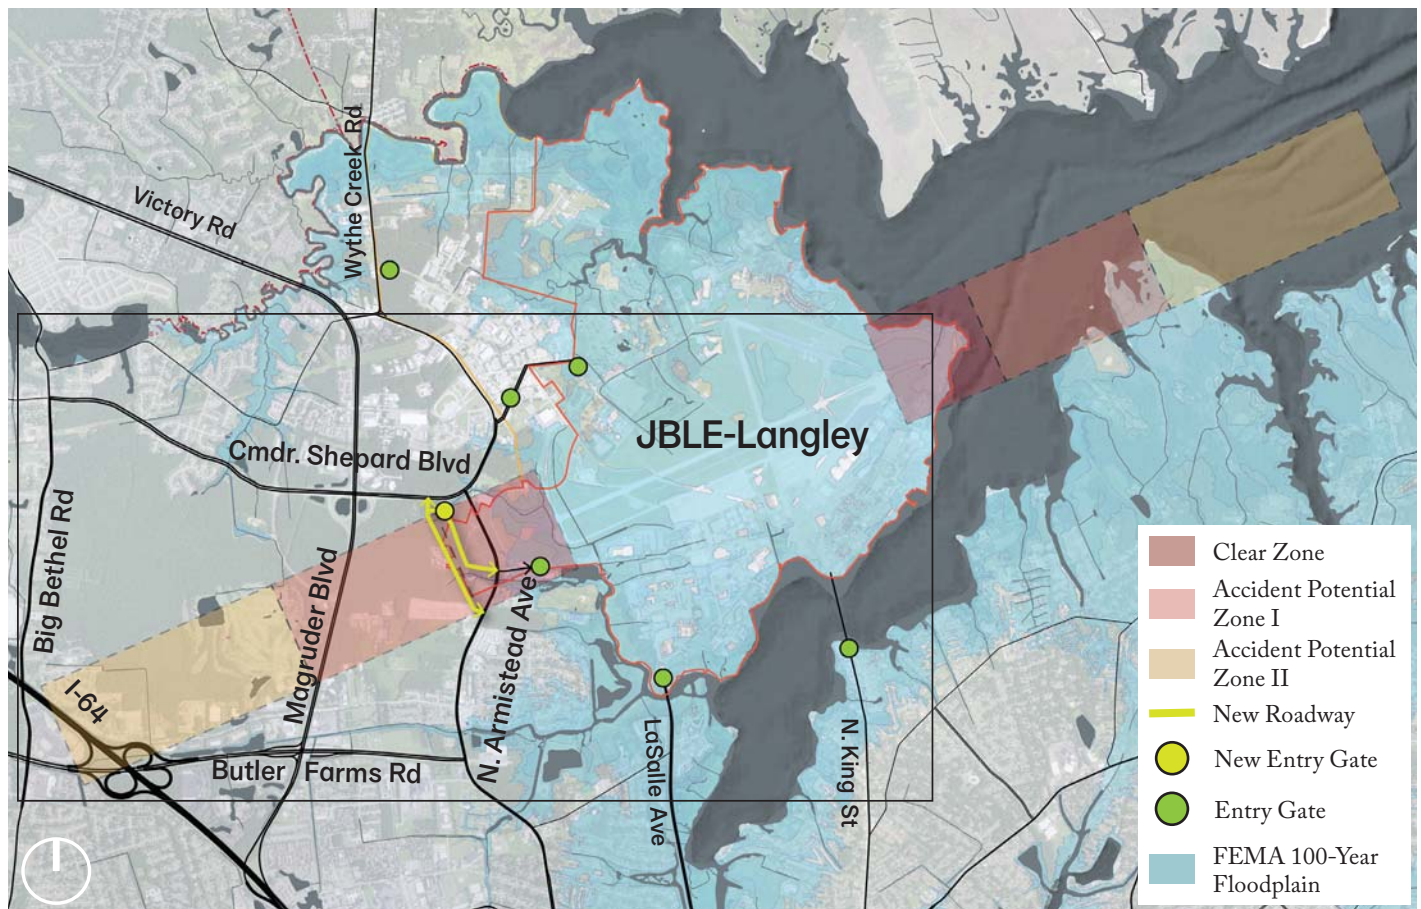 Wythe Creek Rd
Victory Rd
JBLE-Langley
Cmdr. Shepard Blvd
Big Bethel Rd
Magruder Blvd
N. Armistead Ave
I-64
Butler Farms Rd
LaSalle Ave
N. King St
Clear Zone
Accident Potential
Zone I
Accident Potential
Zone II
New Roadway
New Entry Gate
Entry Gate
FEMA 100-Year
Floodplain